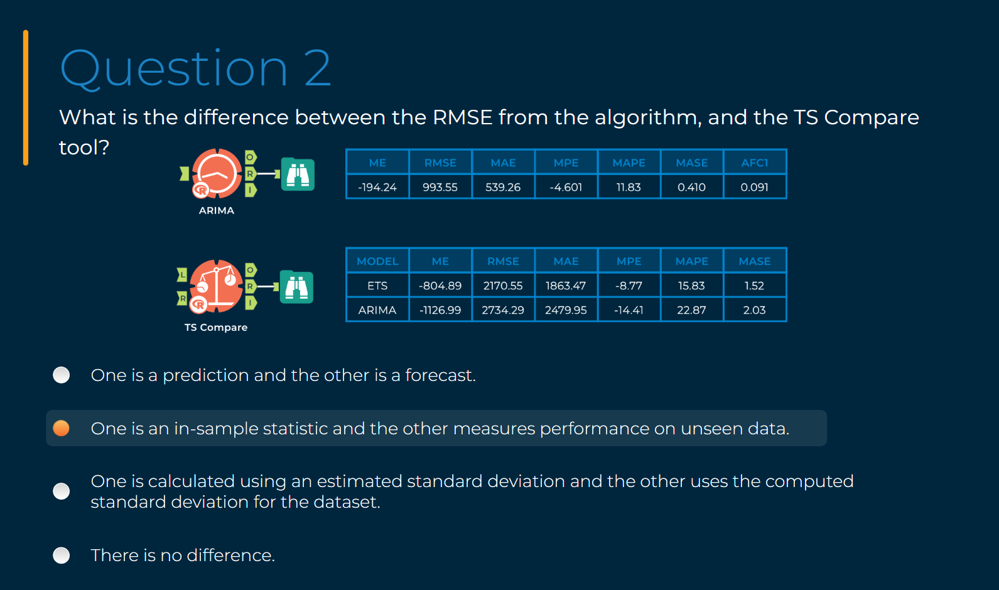 Question 2
What is the difference between the RMSE from the algorithm, and the TS Compare
tool?
O
R
I
R
ARIMA
ME RMSE MAE MPE MAPE MASE AFC1
-194.24 993.55 539.26 -4.601 11.83 0.410 0.091
L
R
O
R
I
R
TS Compare
MODEL ME RMSE MAE MPE MAPE MASE
ETS -804.89 2170.55 1863.47 -8.77 15.83 1.52
ARIMA -1126.99 2734.29 2479.95 -14.41 22.87 2.03
One is a prediction and the other is a forecast.
One is an in-sample statistic and the other measures performance on unseen data.
One is calculated using an estimated standard deviation and the other uses the computed
standard deviation for the dataset.
There is no difference.